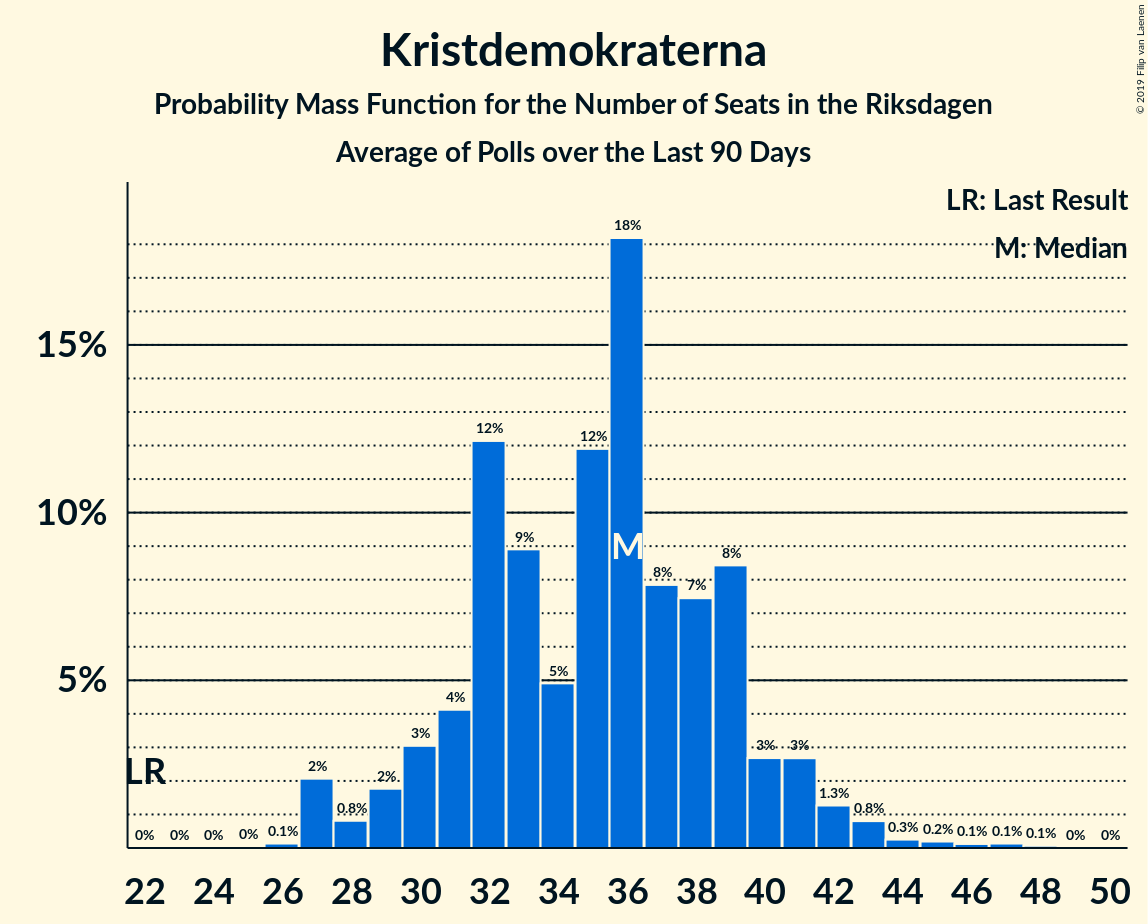 Kristdemokraterna
Probability Mass Function for the Number of Seats in the Riksdagen
Average of Polls over the Last 90 Days
© 2019 Filip van Laenen
LR: Last Result
M: Median
18%
15%
12% 12%
10%
9% M 8% 8% 7%
5%
5%
4%
3% 3% 3%
LR 2% 2%
0% 0% 0% 0% 0.1% 0.8% 1.3% 0.8% 0.3% 0.2% 0.1% 0.1% 0.1% 0% 0%
22 24 26 28 30 32 34 36 38 40 42 44 46 48 50